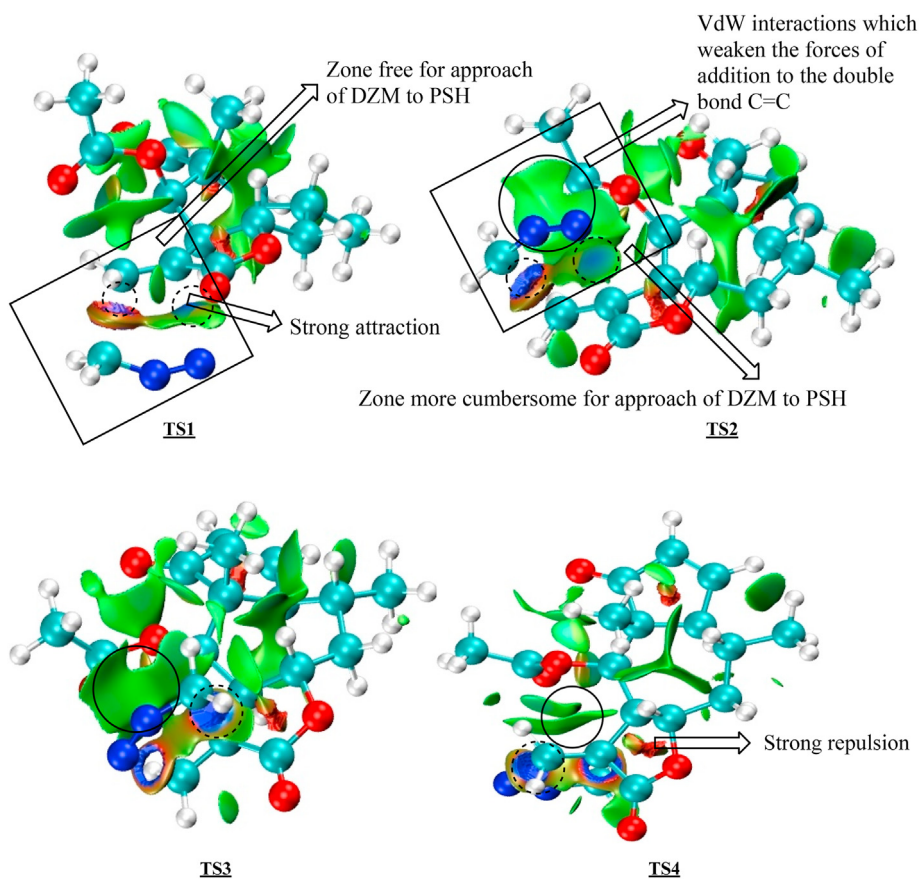 VdW interactions which
weaken the forces of
addition to the double
bond C=C
Zone free for approach
of DZM to PSH
Strong attraction
Zone more cumbersome for approach of DZM to PSH
TS1
TS2
Strong repulsion
TS3
TS4